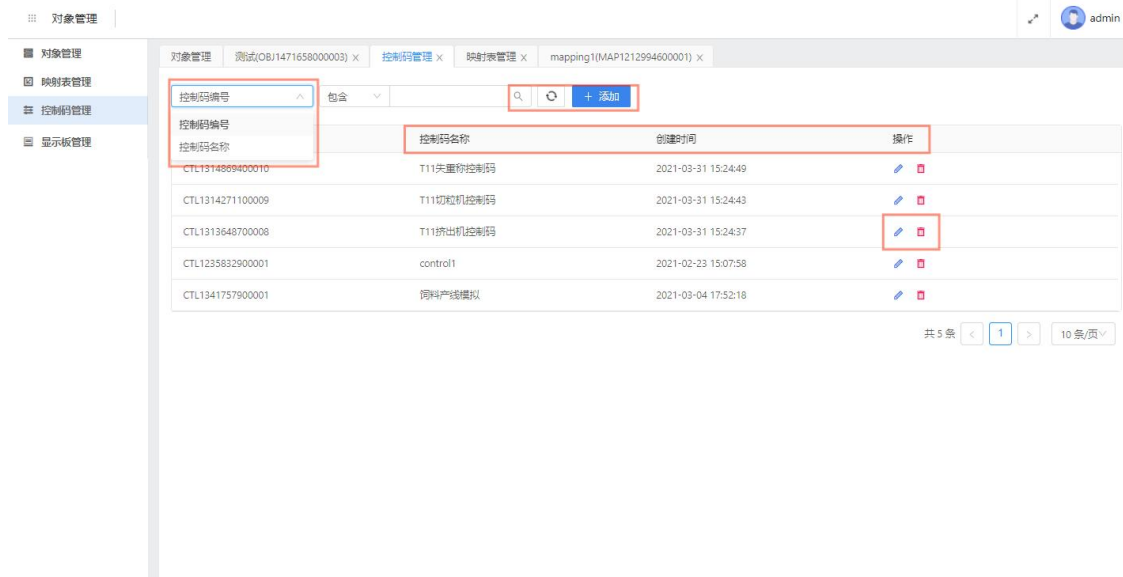 对象管理
admin
对象管理
映射表管理
控制码管理
显示板管理
对象管理 测试(OBJ1471658000003) × 控制码管理 × 映射表管理 × mapping1(MAP1212994600001) ×
控制码编号 包含 + 添加
控制码编号
控制码名称
控制码名称 创建时间 操作
CTL1314869400010 T11失重称控制码 2021-03-31 15:24:49
CTL1314271100009 T11切粒机控制码 2021-03-31 15:24:43
CTL1313648700008 T11挤出机控制码 2021-03-31 15:24:37
CTL1235832900001 control1 2021-02-23 15:07:58
CTL1341757900001 饲料产线模拟 2021-03-04 17:52:18
共 5 条 < 1 > 10 条/页